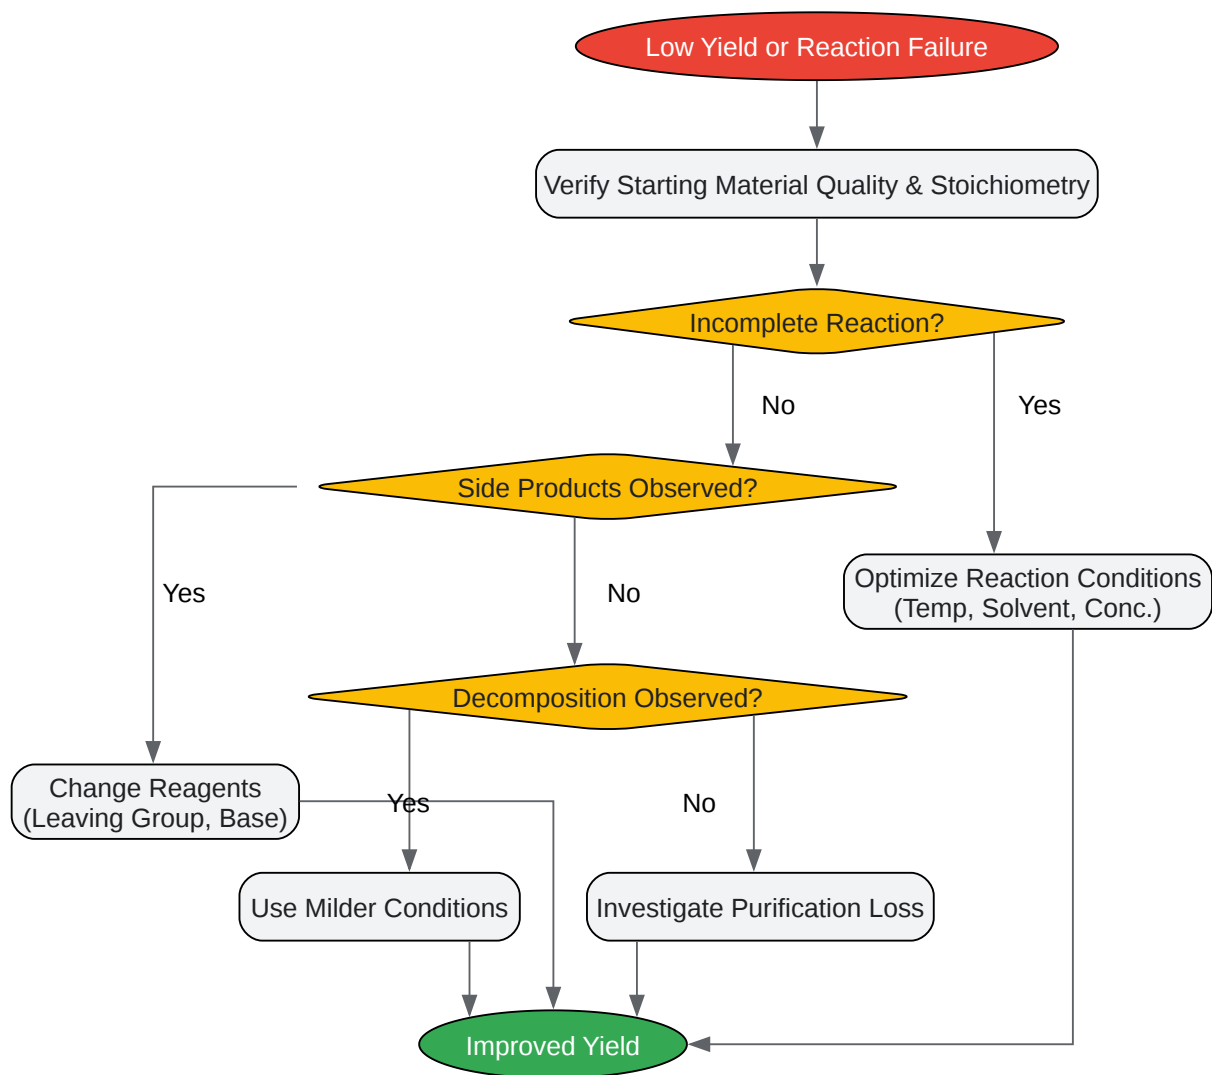 Low Yield or Reaction Failure
Verify Starting Material Quality & Stoichiometry
Incomplete Reaction?
No
Yes
Side Products Observed?
Yes
No
Optimize Reaction Conditions
(Temp, Solvent, Conc.)
Decomposition Observed?
Change Reagents
(Leaving Group, Base)
Yes
No
Use Milder Conditions
Investigate Purification Loss
Improved Yield